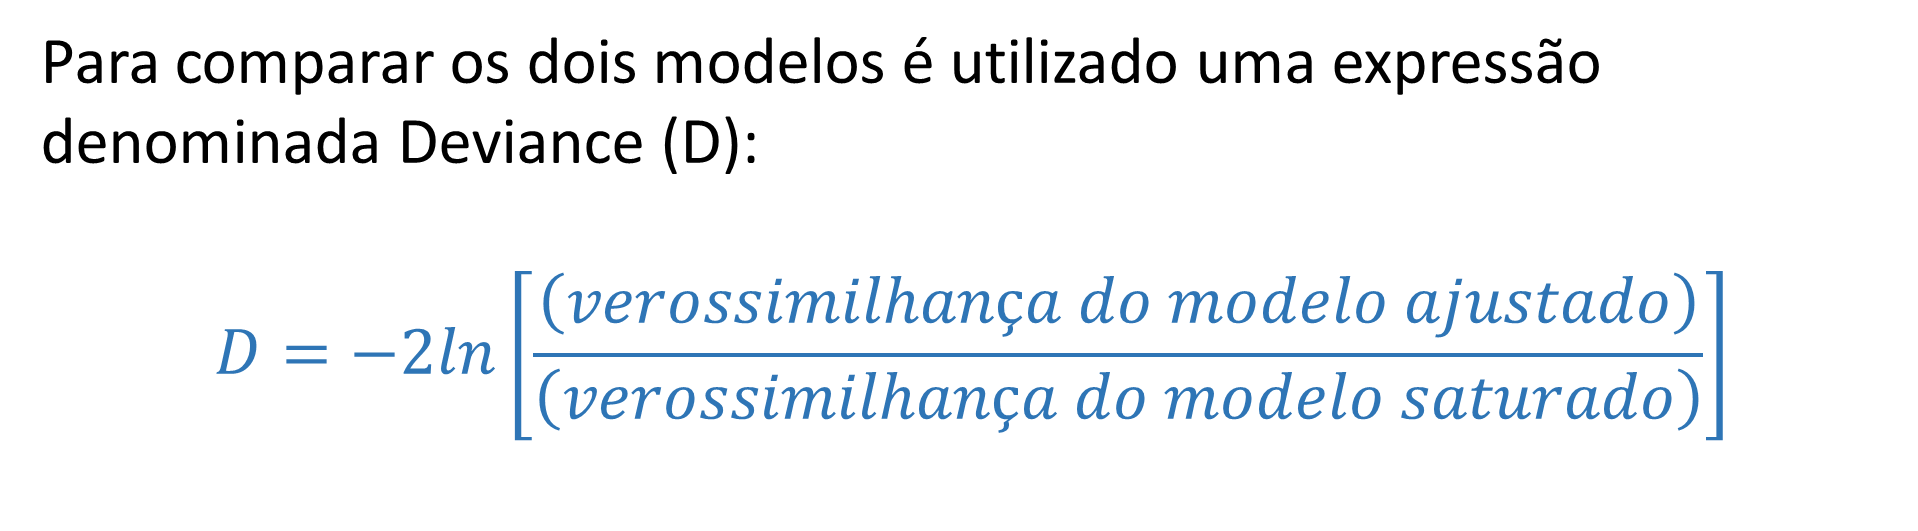 Para comparar os dois modelos é utilizado uma expressão
denominada Deviance (D):
D = −2ln [(verossimilhança do modelo ajustado)
(verossimilhança do modelo saturado)]